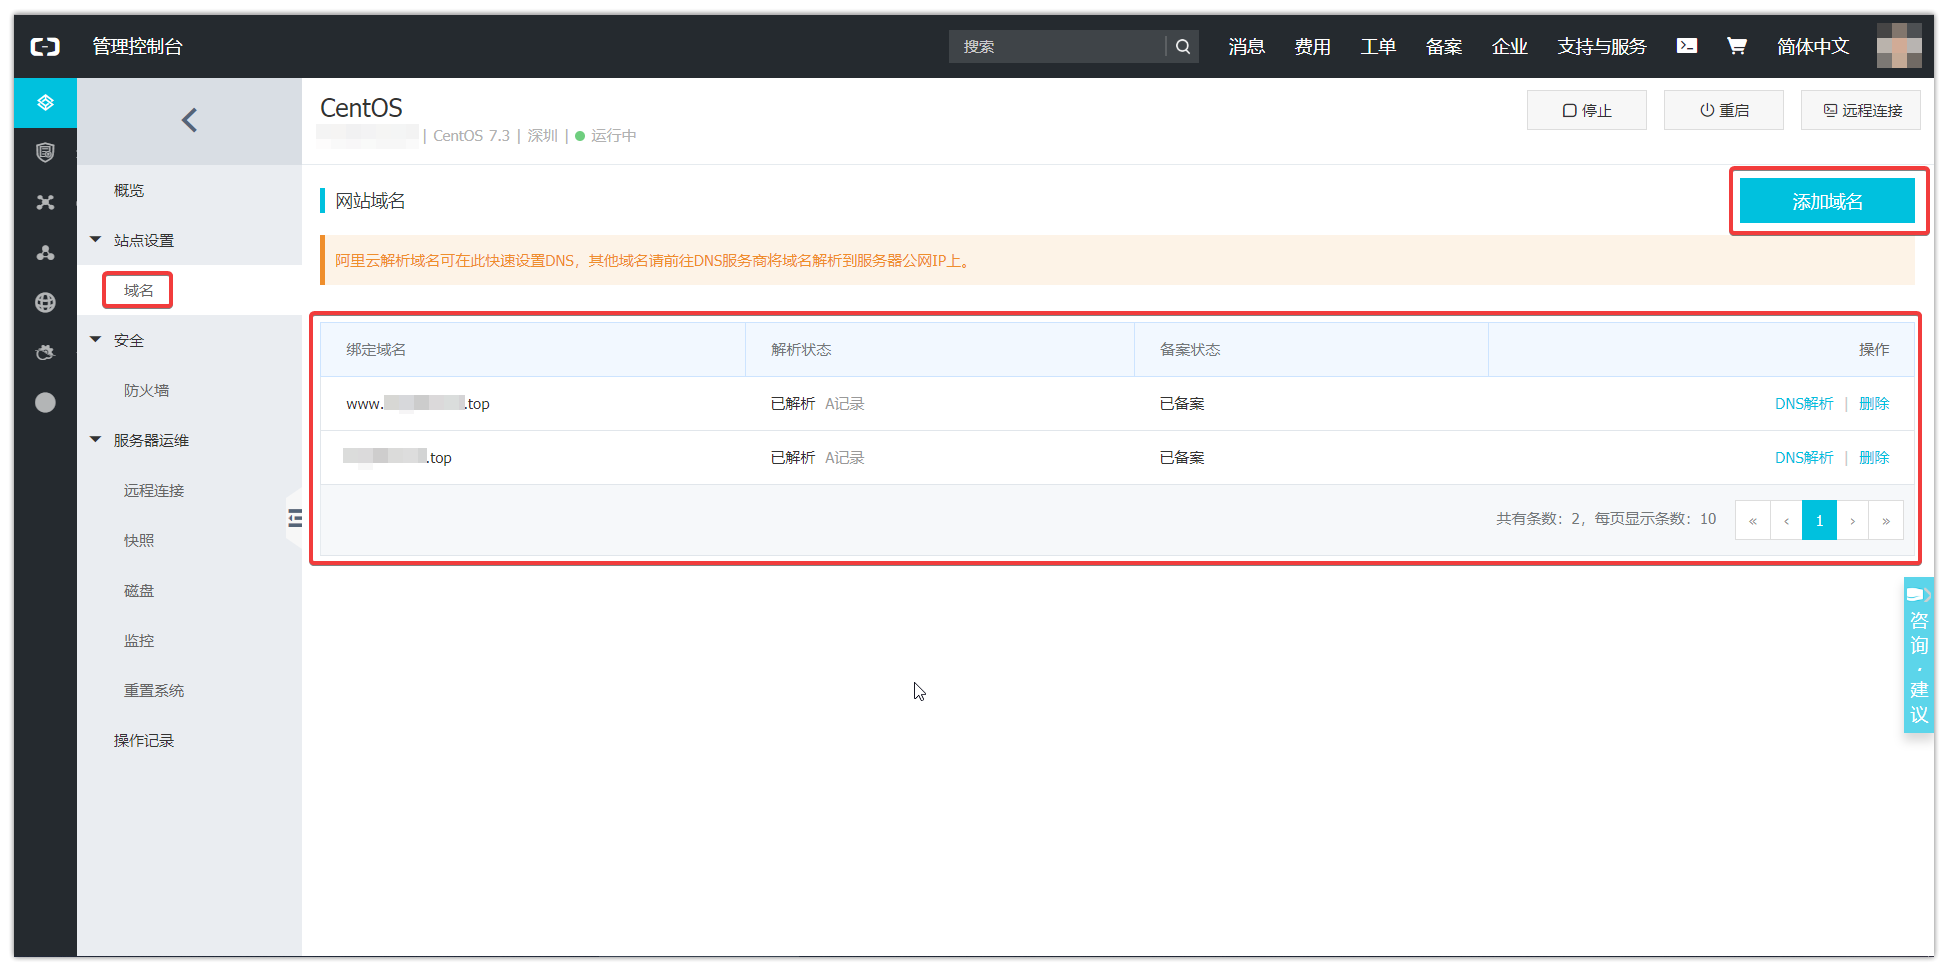 管理控制台
搜索
消息 费用 工单 备案 企业 支持与服务 简体中文
CentOS
| CentOS 7.3 | 深圳 | 运行中
停止
重启
远程连接
概览
站点设置
域名
安全
防火墙
服务器运维
远程连接
快照
磁盘
监控
重置系统
操作记录
网站域名
添加域名
阿里云解析域名可在此快速设置DNS，其他域名请前往DNS服务商将域名解析到服务器公网IP上。
绑定域名 解析状态 备案状态 操作
www. .top 已解析 A记录 已备案 DNS解析 | 删除
.top 已解析 A记录 已备案 DNS解析 | 删除
共有条数：2，每页显示条数：10 « ‹ 1 › »
咨询·建议